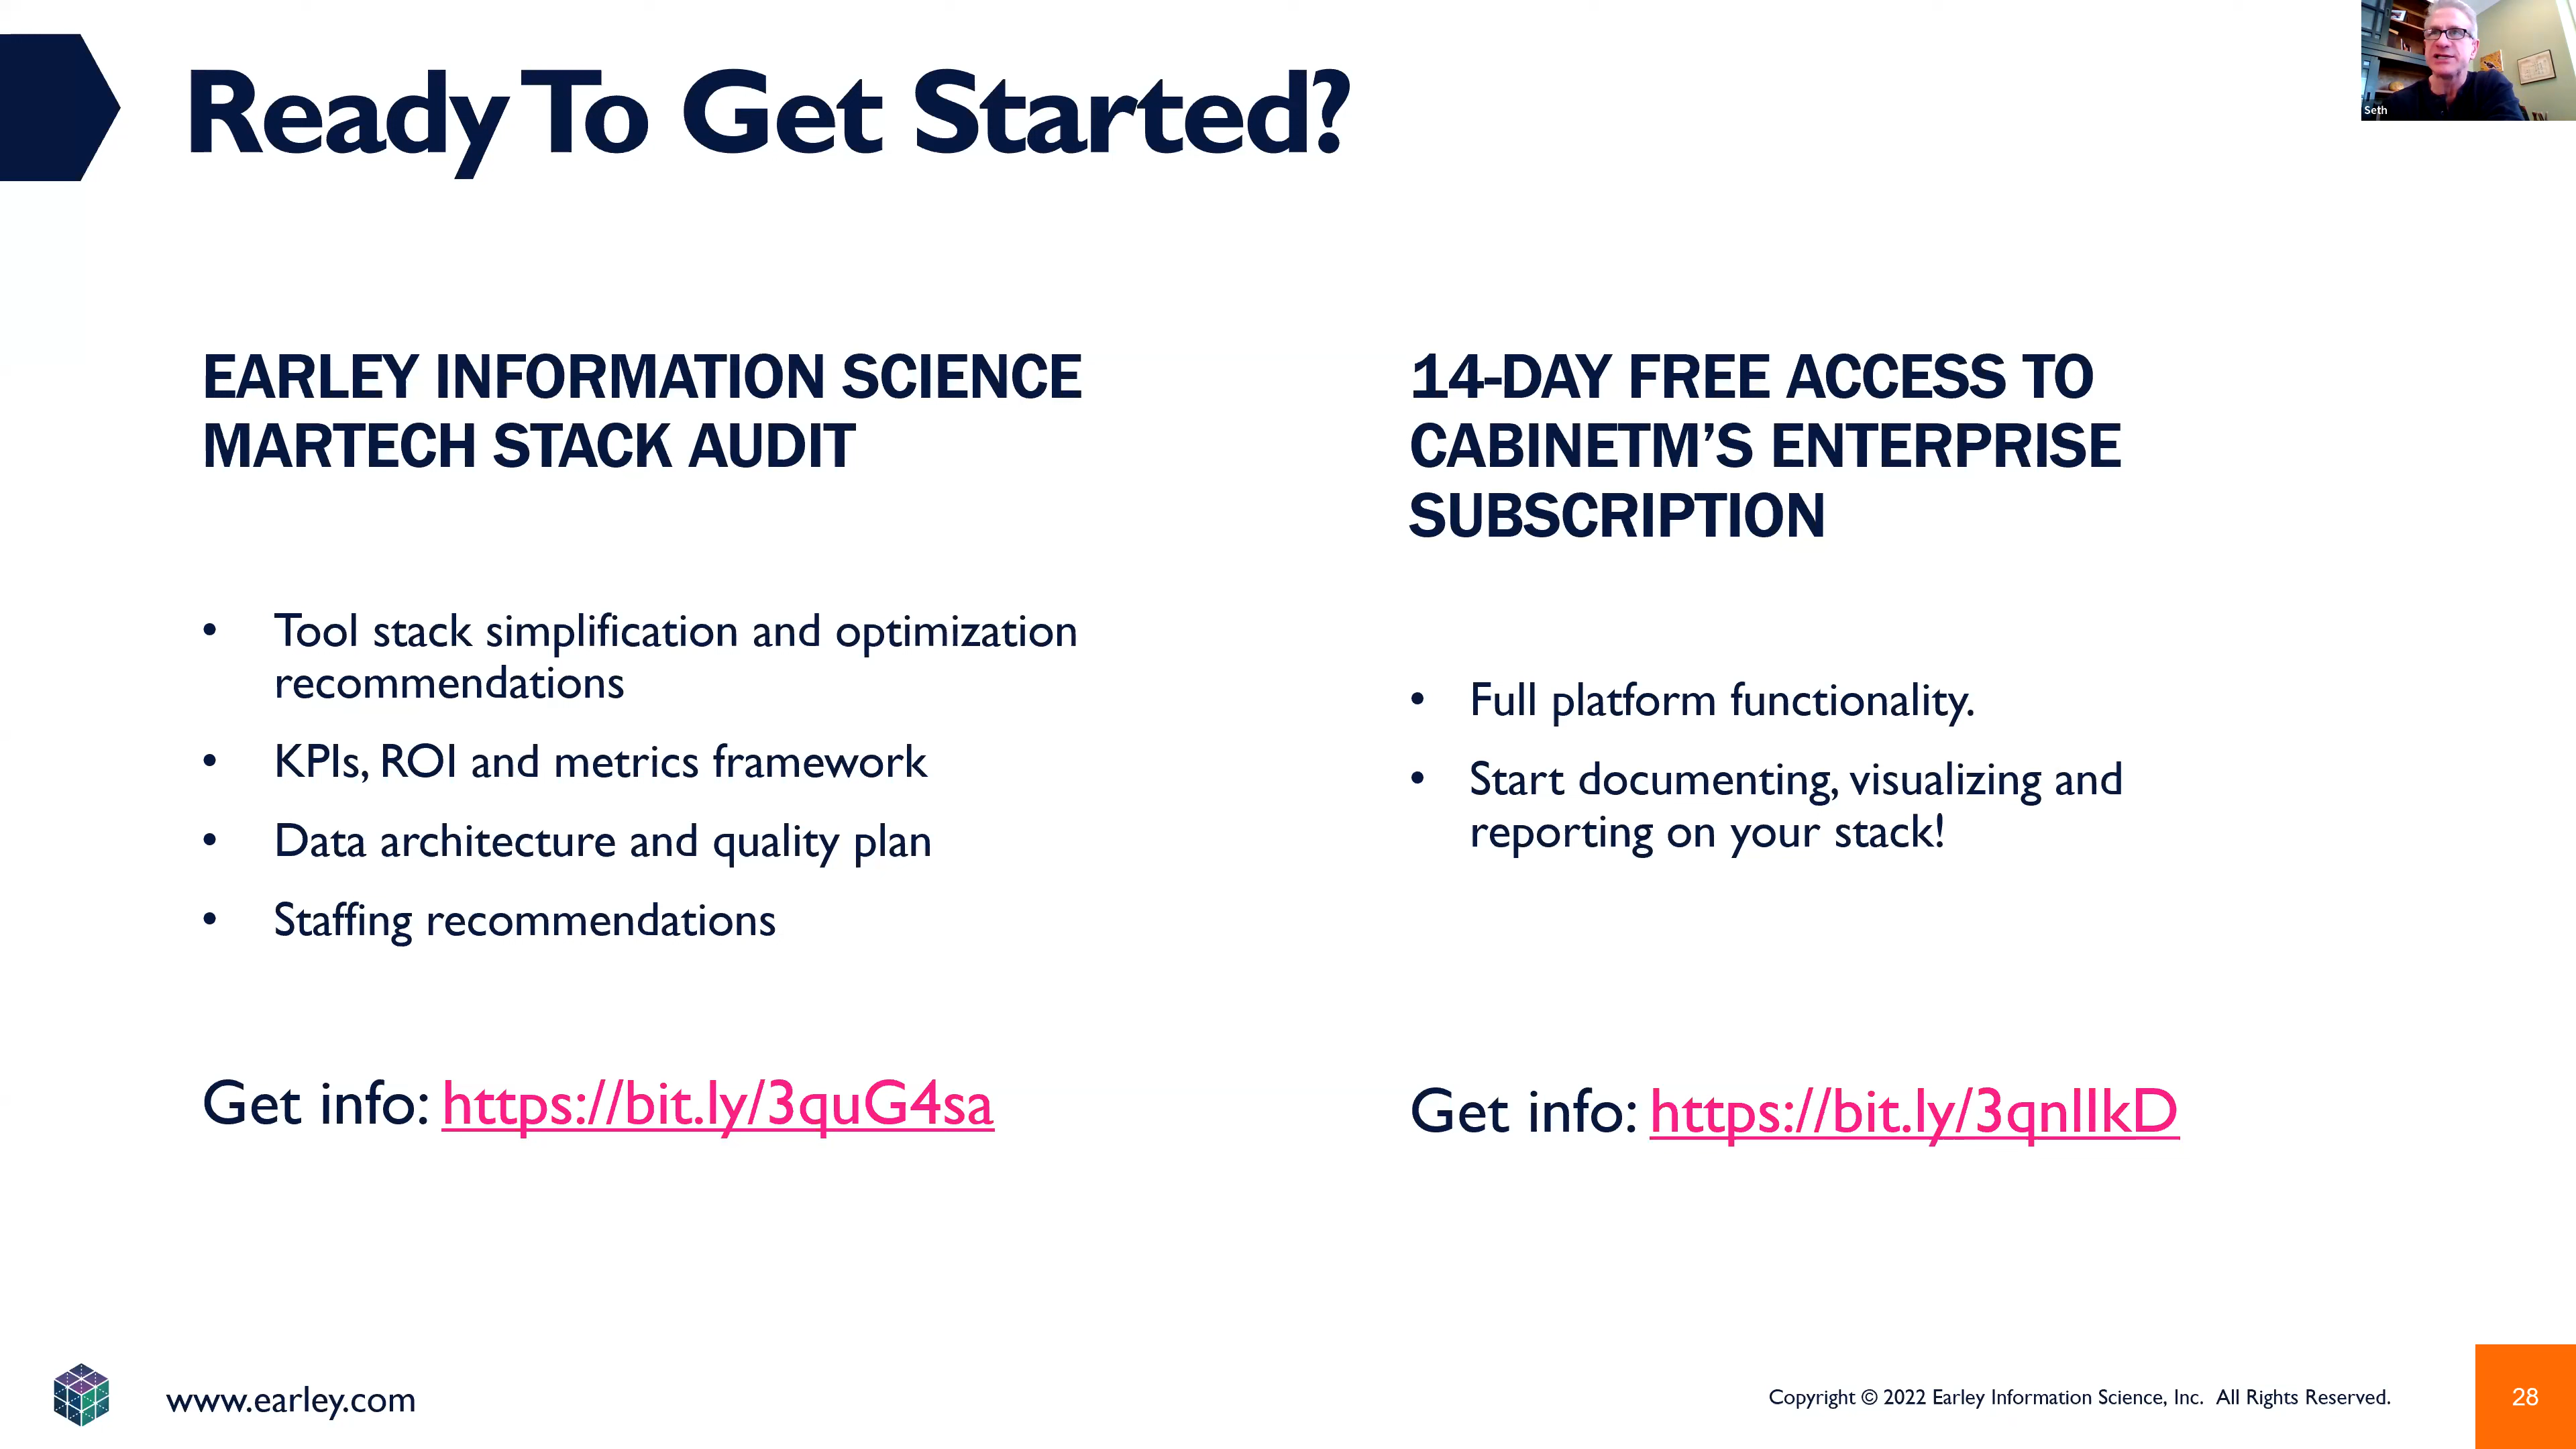 Ready To Get Started?
Seth
EARLEY INFORMATION SCIENCE
MARTECH STACK AUDIT
• Tool stack simplification and optimization
recommendations
• KPIs, ROI and metrics framework
• Data architecture and quality plan
• Staffing recommendations
Get info: https://bit.ly/3quG4sa
14-DAY FREE ACCESS TO
CABINETM’S ENTERPRISE
SUBSCRIPTION
• Full platform functionality.
• Start documenting, visualizing and
reporting on your stack!
Get info: https://bit.ly/3qnllkD
www.earley.com
Copyright © 2022 Earley Information Science, Inc. All Rights Reserved.
28